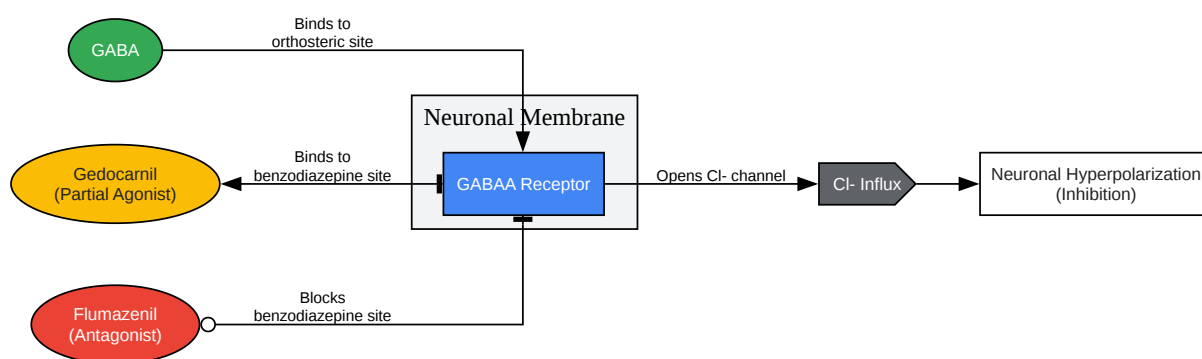 GABA
Binds to
orthosteric site
Neuronal Membrane
Gedocarnil
(Partial Agonist)
Binds to
benzodiazepine site
GABAA Receptor
Opens Cl- channel
Cl- Influx
Neuronal Hyperpolarization
(Inhibition)
Flumazenil
(Antagonist)
Blocks
benzodiazepine site